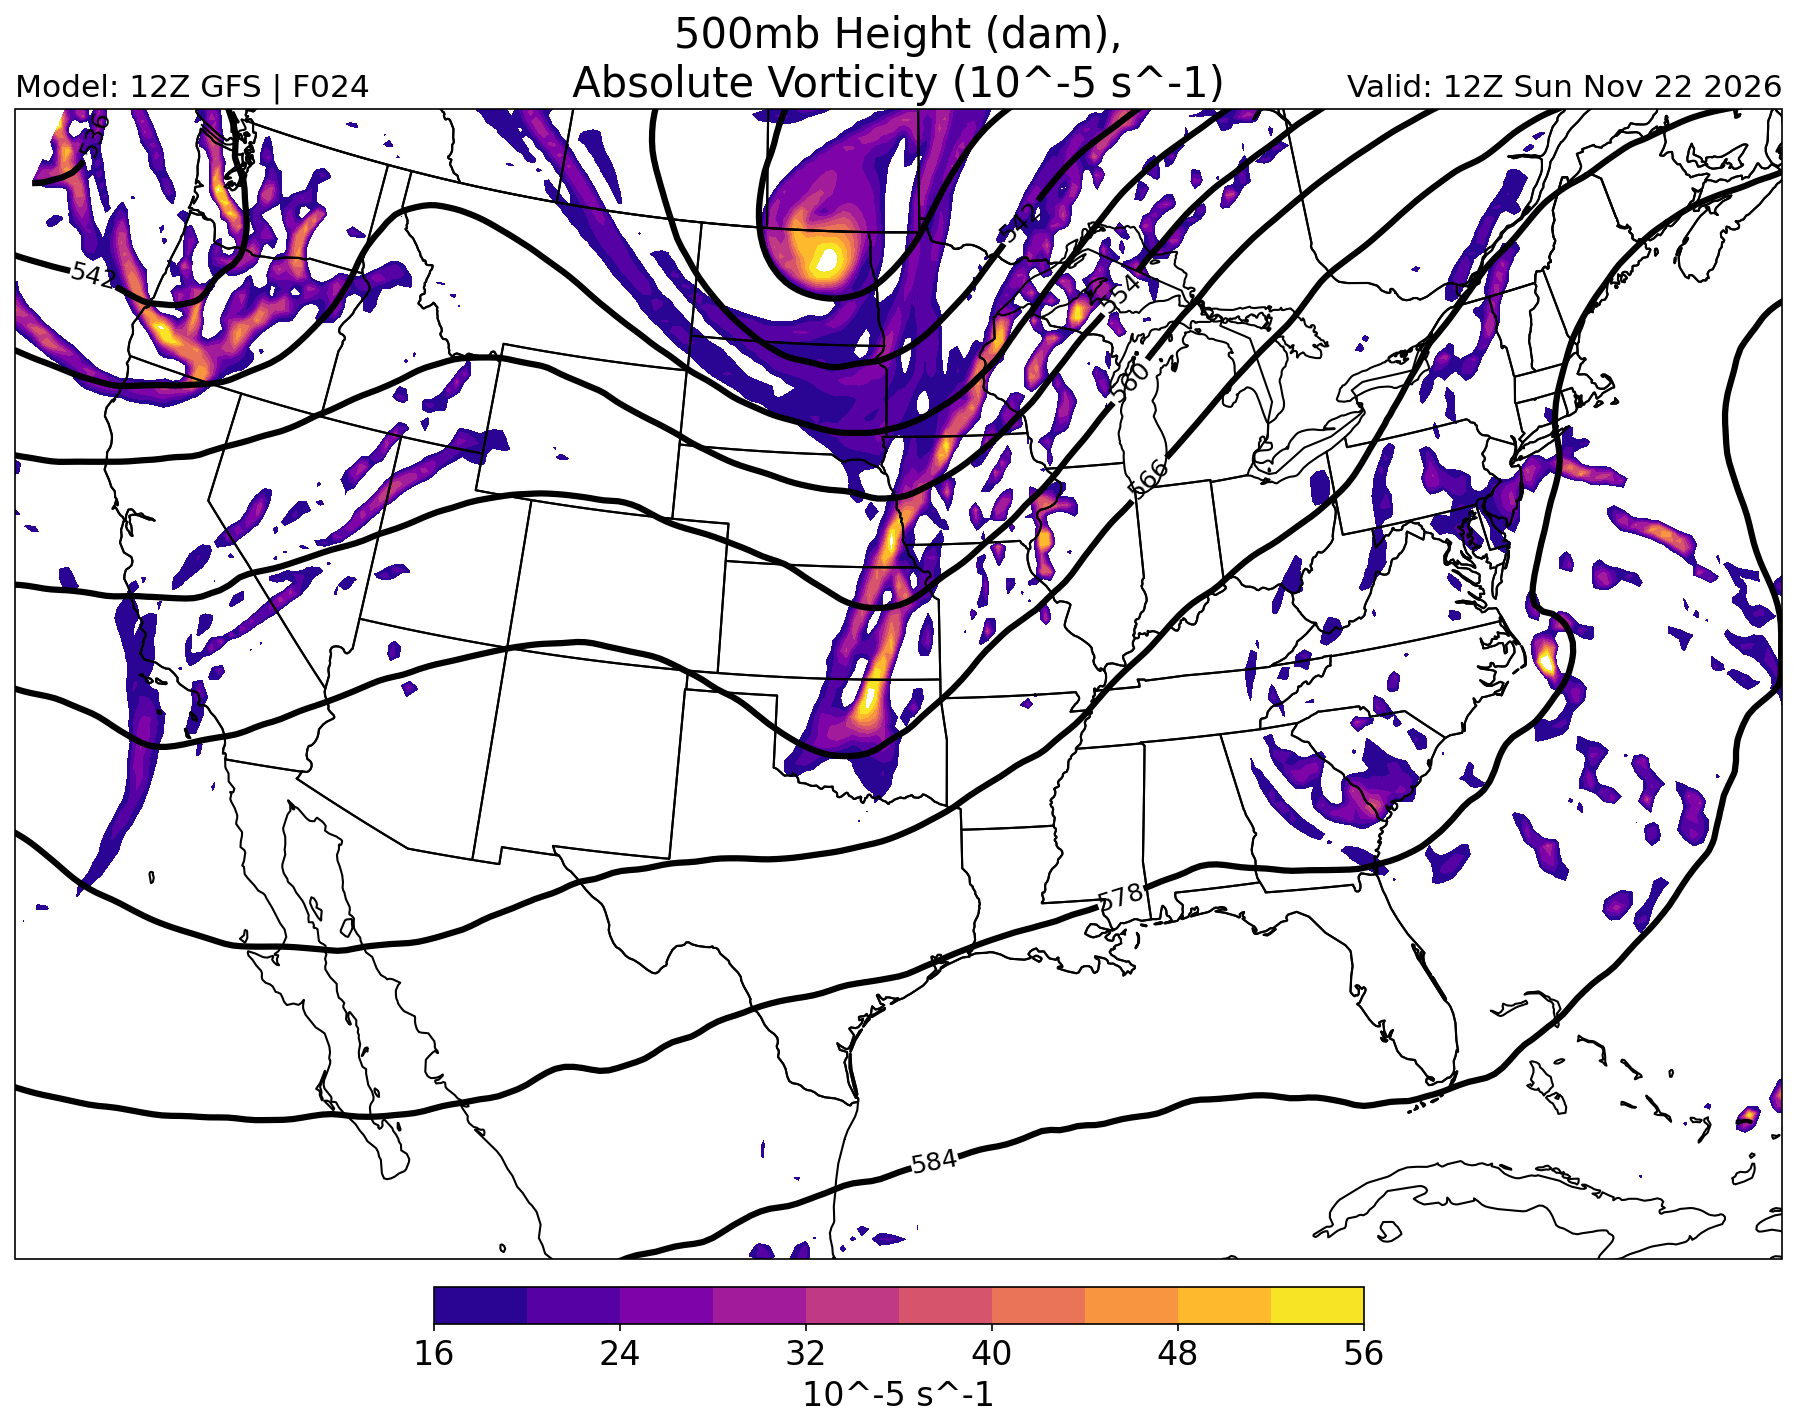 500mb Height (dam),
Absolute Vorticity (10^-5 s^-1)
Model: 12Z GFS | F024
Valid: 12Z Sun Nov 22 2026
536
542
542
554
560
566
578
584
16 24 32 40 48 56
10^-5 s^-1